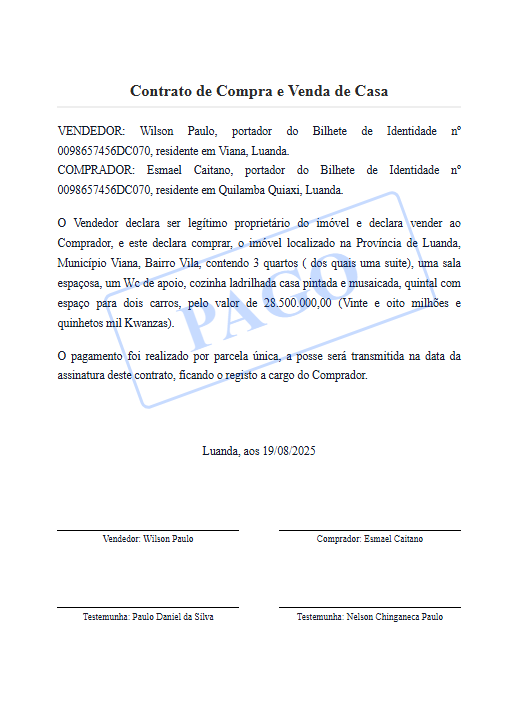 Contrato de Compra e Venda de Casa
VENDEDOR: Wilson Paulo, portador do Bilhete de Identidade nº
0098657456DC070, residente em Viana, Luanda.
COMPRADOR: Esmael Caitano, portador do Bilhete de Identidade nº
0098657456DC070, residente em Quilamba Quiaxi, Luanda.
O Vendedor declara ser legítimo proprietário do imóvel e declara vender ao
Comprador, e este declara comprar, o imóvel localizado na Província de Luanda,
Município Viana, Bairro Vila, contendo 3 quartos ( dos quais uma suite), uma sala
espaçosa, um Wc de apoio, cozinha ladrilhada casa pintada e musaicada, quintal com
espaço para dois carros, pelo valor de 28.500.000,00 (Vinte e oito milhões e
quinhetos mil Kwanzas).
PAGO
O pagamento foi realizado por parcela única, a posse será transmitida na data da
assinatura deste contrato, ficando o registo a cargo do Comprador.
Luanda, aos 19/08/2025
Vendedor: Wilson Paulo
Comprador: Esmael Caitano
Testemunha: Paulo Daniel da Silva
Testemunha: Nelson Chinganeca Paulo